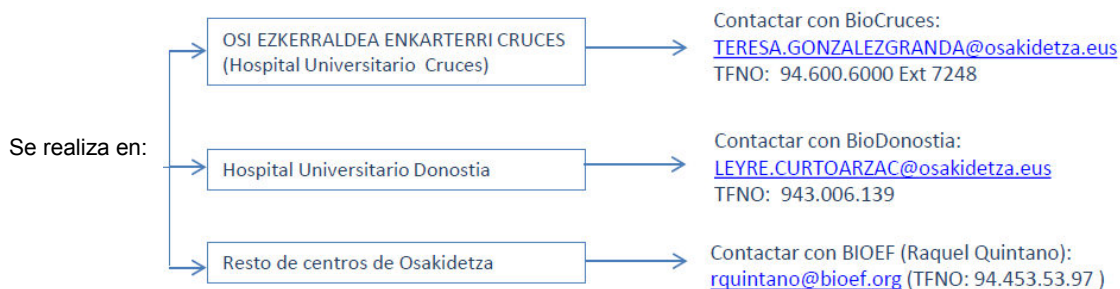 Se realiza en:
OSI EZKERRALDEA ENKARTERRI CRUCES
(Hospital Universitario Cruces)
Contactar con BioCruces:
TERESA.GONZALEZGRANDA@osakidetza.eus
TFNO: 94.600.6000 Ext 7248
Hospital Universitario Donostia
Contactar con BioDonostia:
LEYRE.CURTOARZAC@osakidetza.eus
TFNO: 943.006.139
Resto de centros de Osakidetza
Contactar con BIOEF (Raquel Quintano):
rquintano@bioef.org (TFNO: 94.453.53.97 )